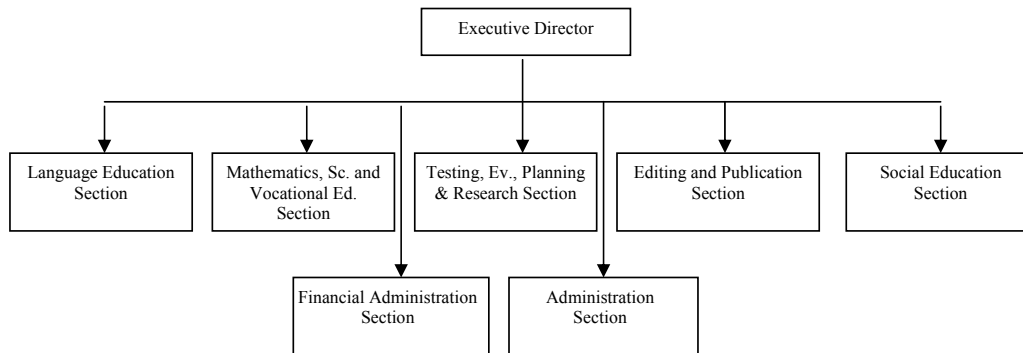 Executive Director
Language Education
Section
Mathematics, Sc. and
Vocational Ed.
Section
Testing, Ev., Planning
& Research Section
Editing and Publication
Section
Social Education
Section
Financial Administration
Section
Administration
Section